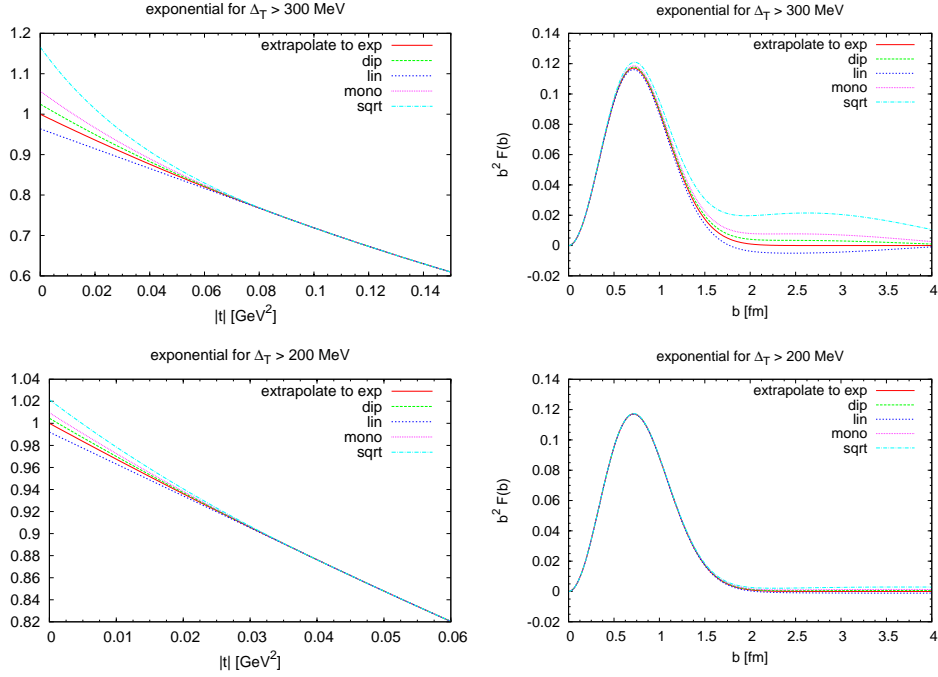 exponential for Δ_T > 300 MeV
1.2
1.1
1
0.9
0.8
0.7
0.6
0 0.02 0.04 0.06 0.08 0.1 0.12 0.14
|t| [GeV²]
extrapolate to exp
dip
lin
mono
sqrt
exponential for Δ_T > 300 MeV
b² F(b)
0.14
0.12
0.1
0.08
0.06
0.04
0.02
0
-0.02
0 0.5 1 1.5 2 2.5 3 3.5 4
b [fm]
extrapolate to exp
dip
lin
mono
sqrt
exponential for Δ_T > 200 MeV
1.04
1.02
1
0.98
0.96
0.94
0.92
0.9
0.88
0.86
0.84
0.82
0 0.01 0.02 0.03 0.04 0.05 0.06
|t| [GeV²]
extrapolate to exp
dip
lin
mono
sqrt
exponential for Δ_T > 200 MeV
b² F(b)
0.14
0.12
0.1
0.08
0.06
0.04
0.02
0
-0.02
0 0.5 1 1.5 2 2.5 3 3.5 4
b [fm]
extrapolate to exp
dip
lin
mono
sqrt